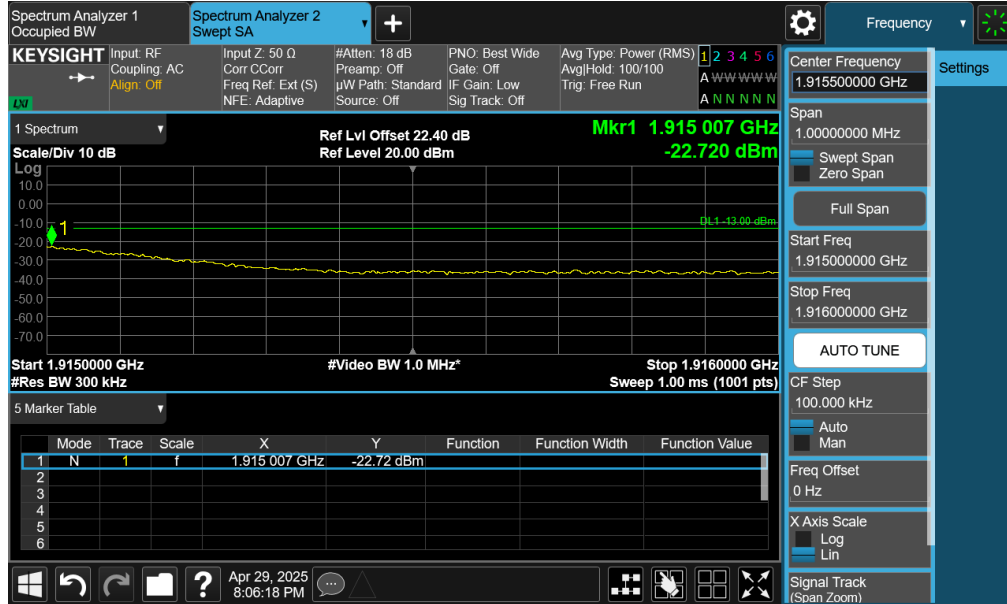 Spectrum Analyzer 1
Occupied BW
Spectrum Analyzer 2
Swept SA
Frequency
KEYSIGHT
LXI
Input: RF
Coupling: AC
Align: Off
Input Z: 50 Ω
Corr CCorr
Freq Ref: Ext (S)
NFE: Adaptive
#Atten: 18 dB
Preamp: Off
µW Path: Standard
Source: Off
PNO: Best Wide
Gate: Off
IF Gain: Low
Sig Track: Off
Avg Type: Power (RMS)
Avg|Hold: 100/100
Trig: Free Run
1 2 3 4 5 6
A W W W W W
A N N N N N
1 Spectrum
Scale/Div 10 dB
Ref Lvl Offset 22.40 dB
Ref Level 20.00 dBm
Mkr1 1.915 007 GHz
-22.720 dBm
Log
10.0
0.00
-10.0
-20.0
-30.0
-40.0
-50.0
-60.0
-70.0
1
DL1 -13.00 dBm
Start 1.9150000 GHz
#Res BW 300 kHz
#Video BW 1.0 MHz*
Stop 1.9160000 GHz
Sweep 1.00 ms (1001 pts)
5 Marker Table
Mode Trace Scale X Y Function Function Width Function Value
1 N 1 f 1.915 007 GHz -22.72 dBm
2
3
4
5
6
Center Frequency
1.915500000 GHz
Span
1.00000000 MHz
Swept Span
Zero Span
Full Span
Start Freq
1.915000000 GHz
Stop Freq
1.916000000 GHz
AUTO TUNE
CF Step
100.000 kHz
Auto
Man
Freq Offset
0 Hz
X Axis Scale
Log
Lin
Signal Track
(Span Zoom)
Settings
Apr 29, 2025
8:06:18 PM